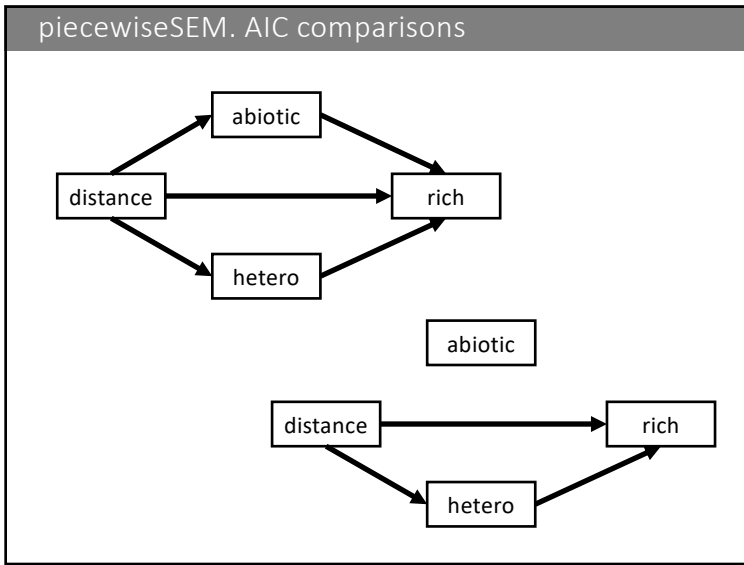 piecewiseSEM. AIC comparisons
abiotic
distance
rich
hetero
abiotic
distance
rich
hetero